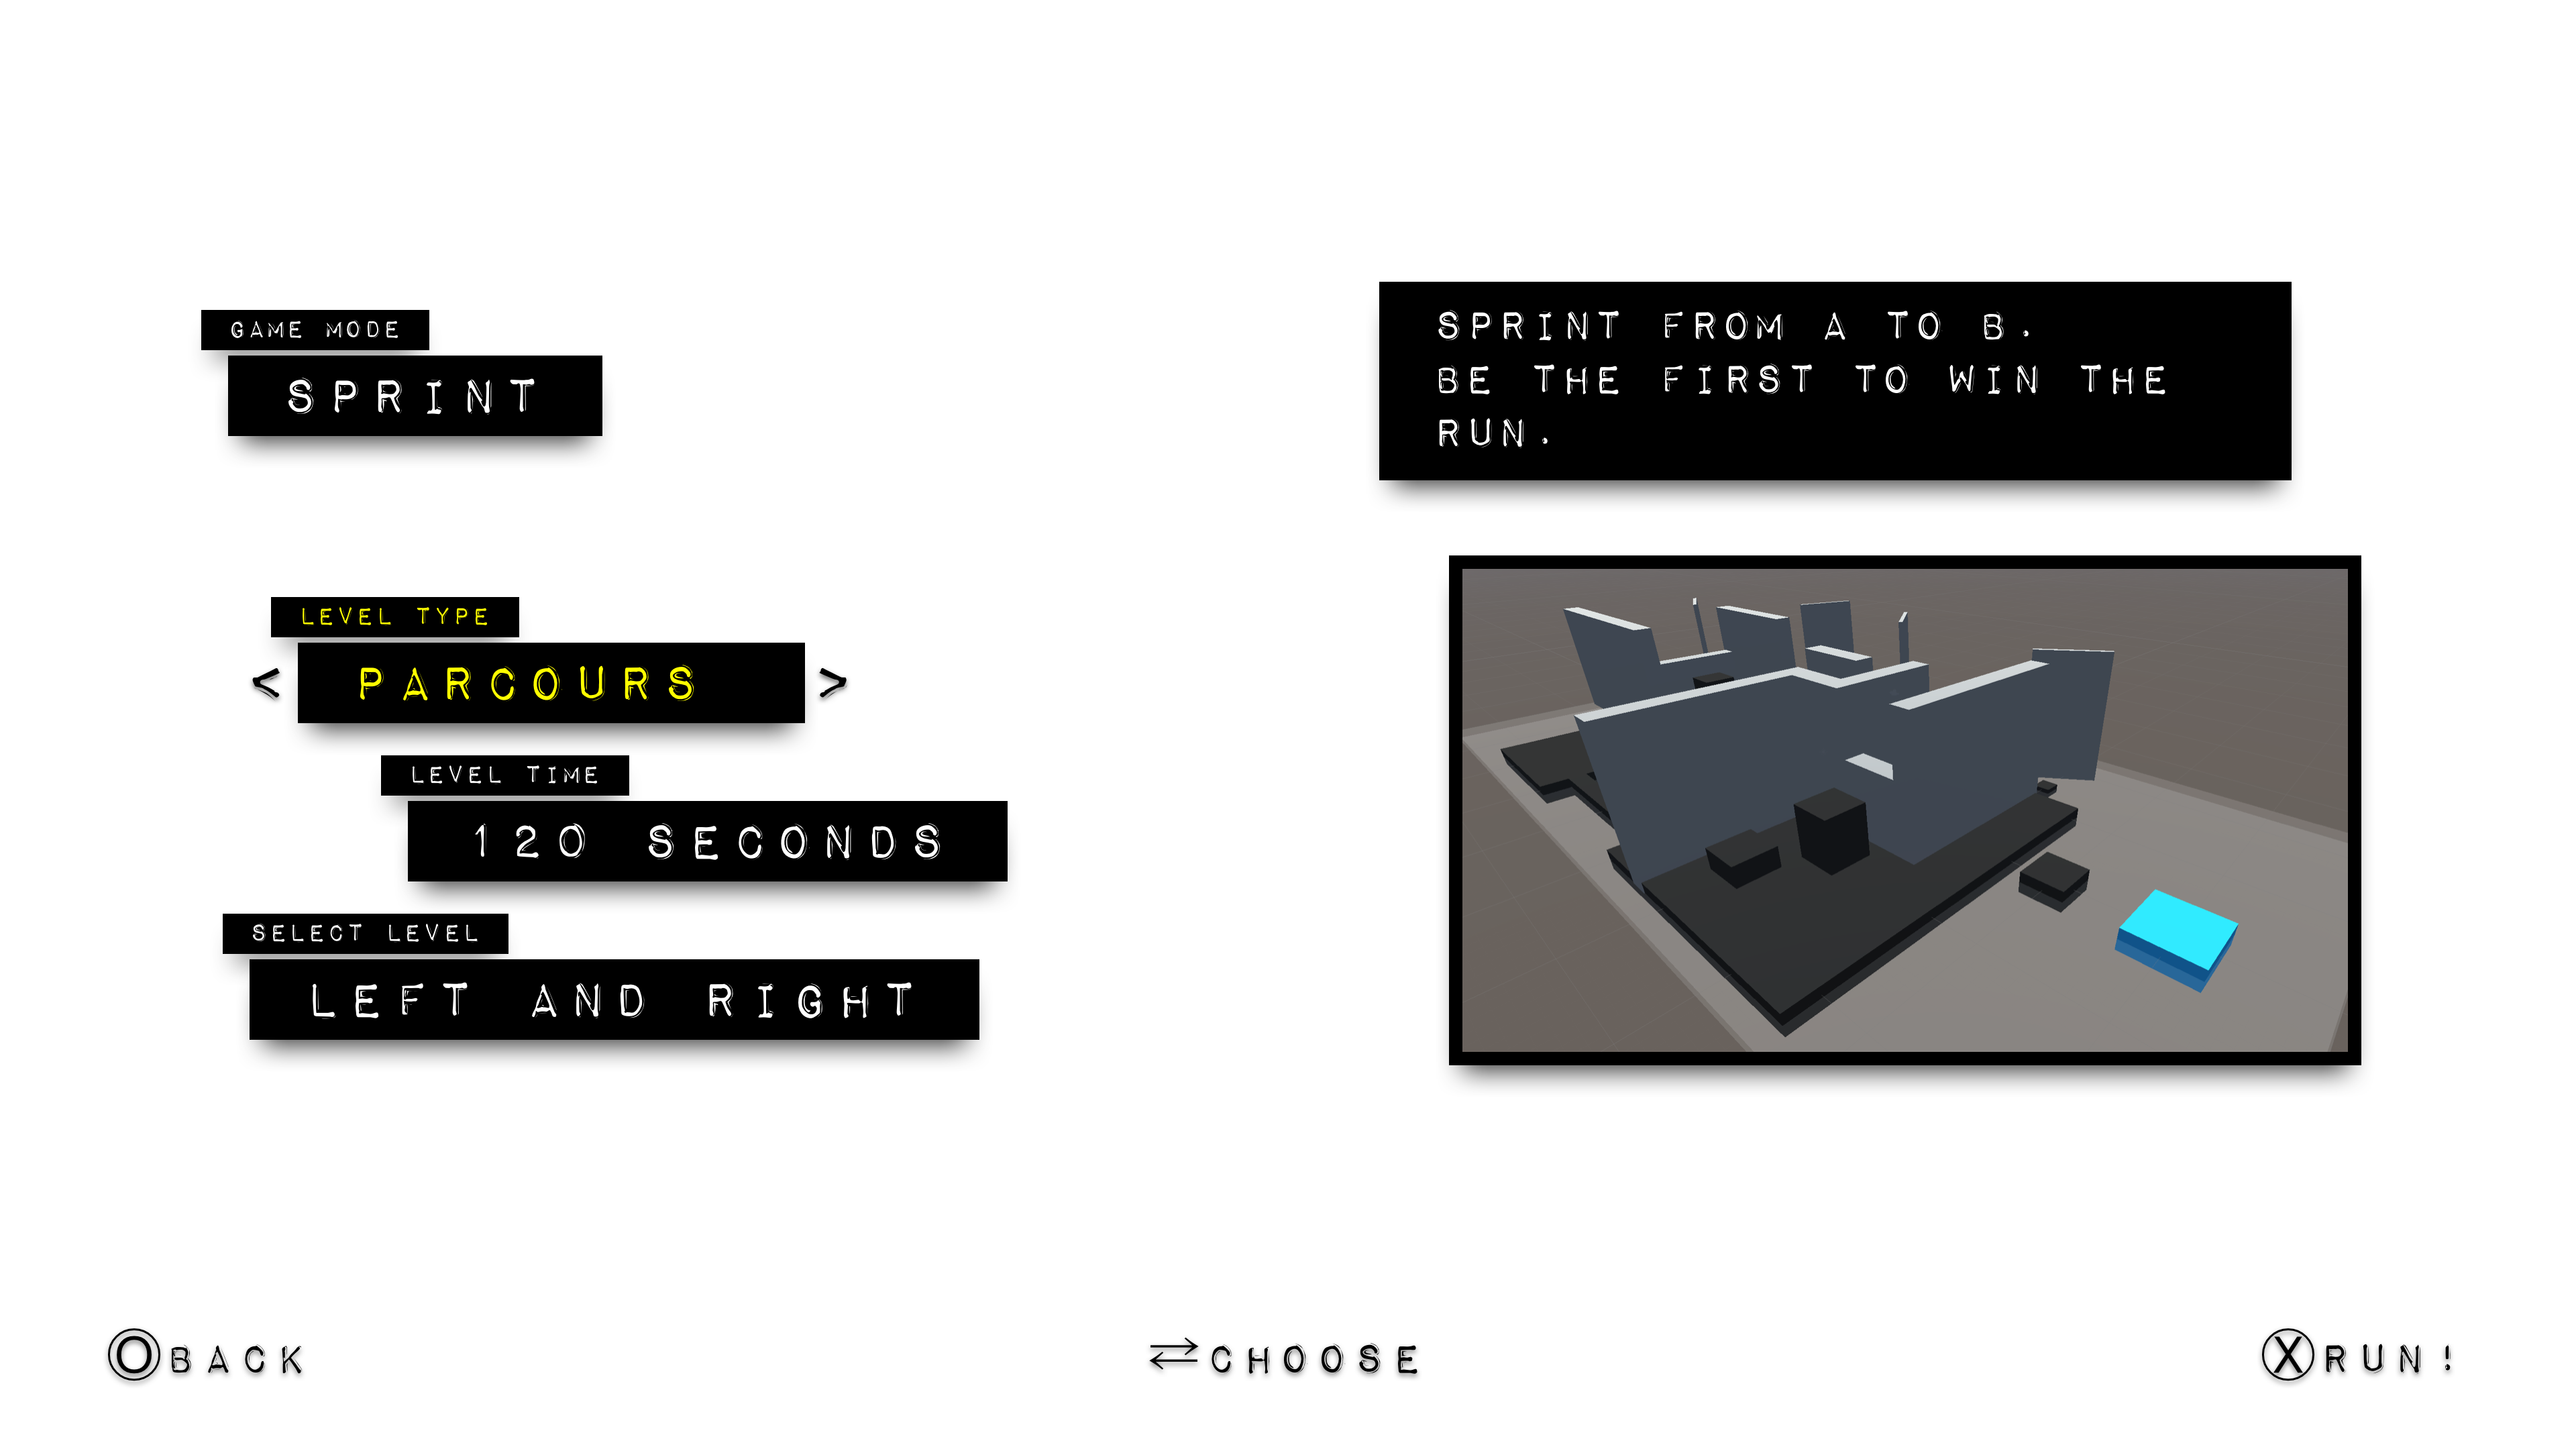 GAME MODE
SPRINT
LEVEL TYPE
< PARCOURS >
LEVEL TIME
120 SECONDS
SELECT LEVEL
LEFT AND RIGHT
SPRINT FROM A TO B.
BE THE FIRST TO WIN THE
RUN.
O BACK
⇄ CHOOSE
X RUN!